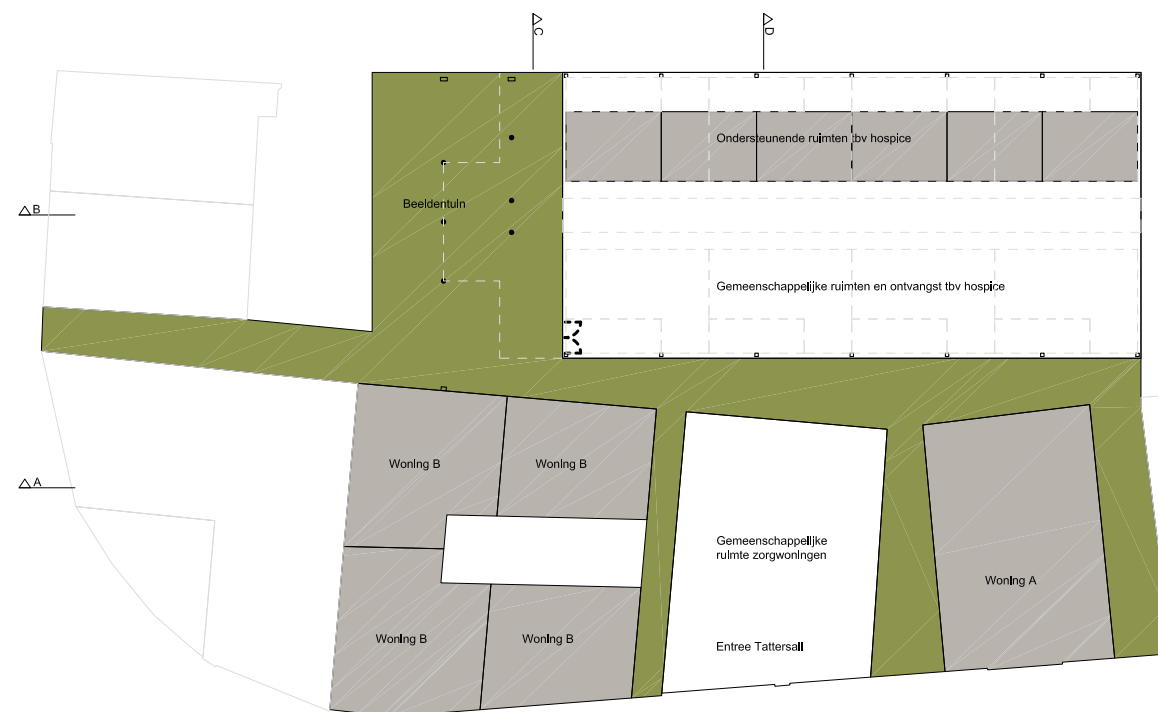 C
D
Ondersteunende ruimten tbv hospice
Beeldentuin
B
Gemeenschappelijke ruimten en ontvangst tbv hospice
Woning B
Woning B
A
Gemeenschappelijke
ruimte zorgwoningen
Woning A
Woning B
Woning B
Entree Tattersall